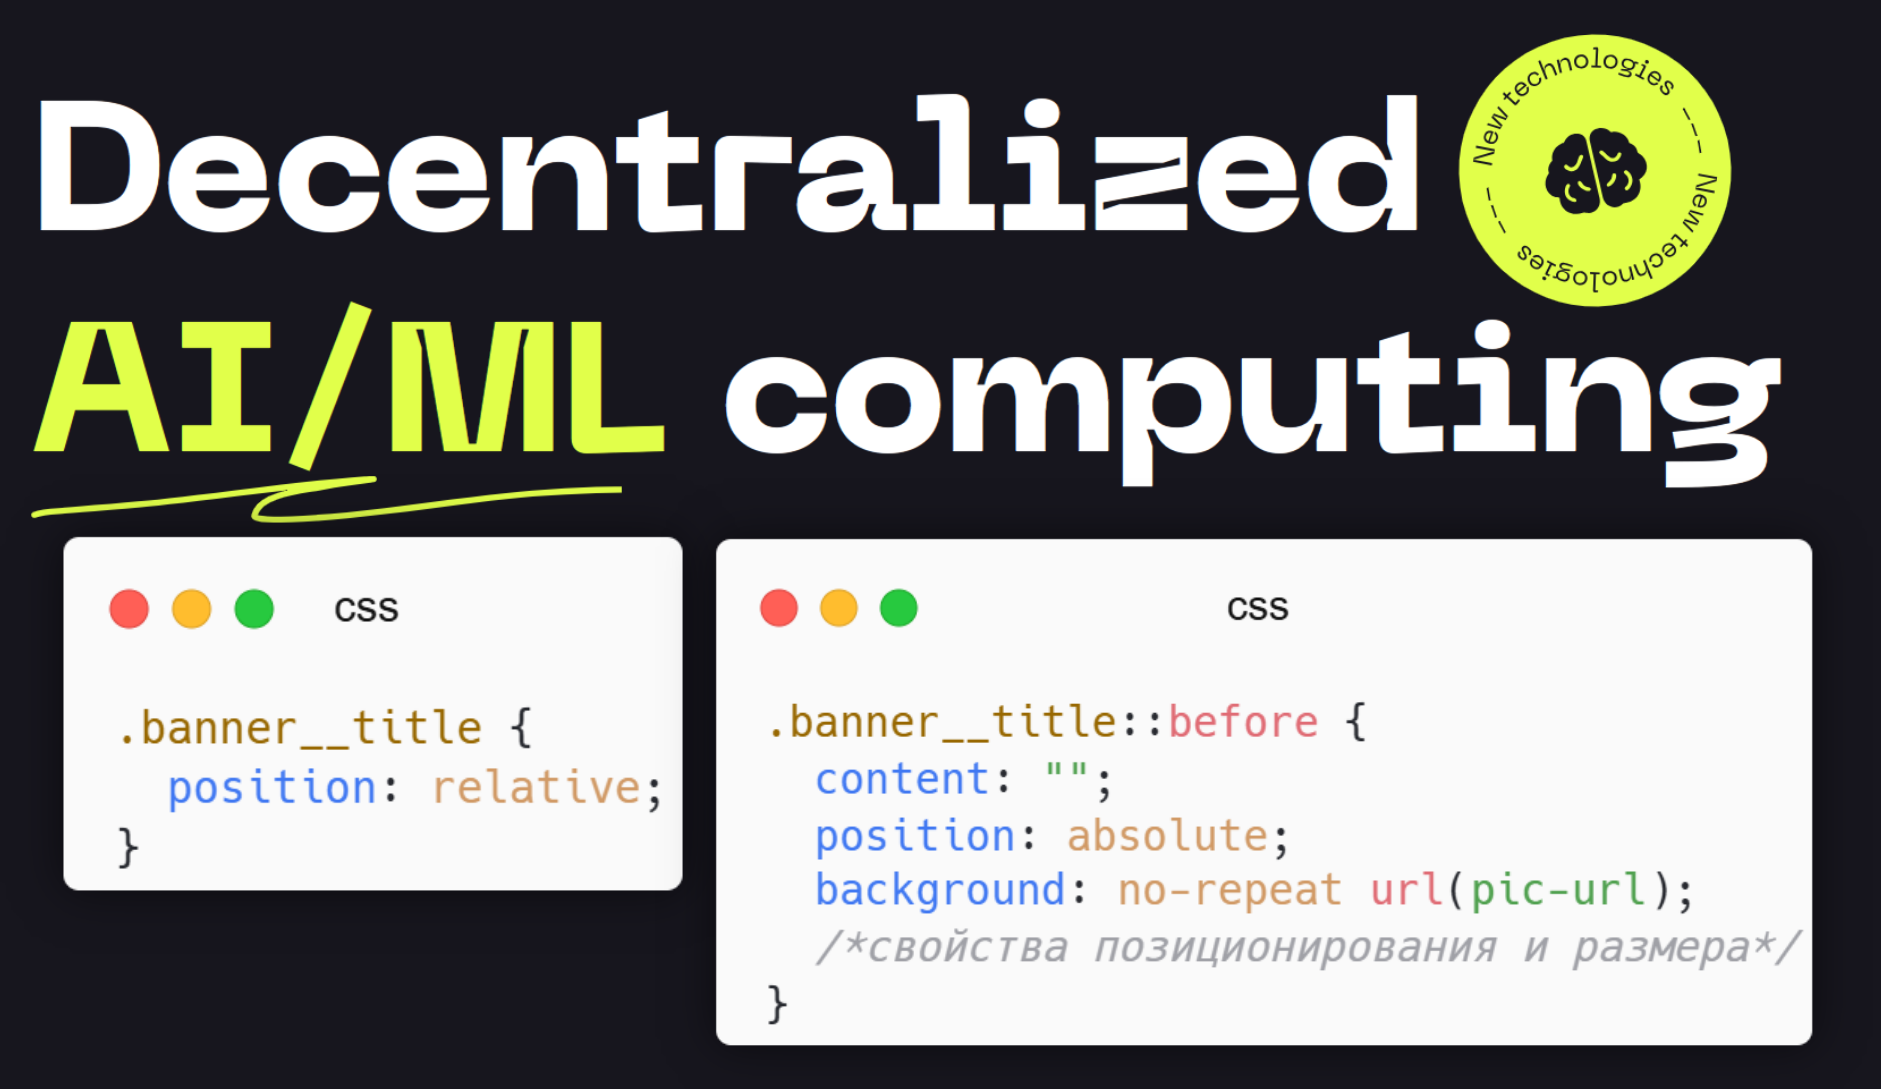 Decentralized
New technologies ---- New technologies ----
AI/ML computing
css
.banner__title {
  position: relative;
}
css
.banner__title::before {
  content: "";
  position: absolute;
  background: no-repeat url(pic-url);
  /*свойства позиционирования и размера*/
}